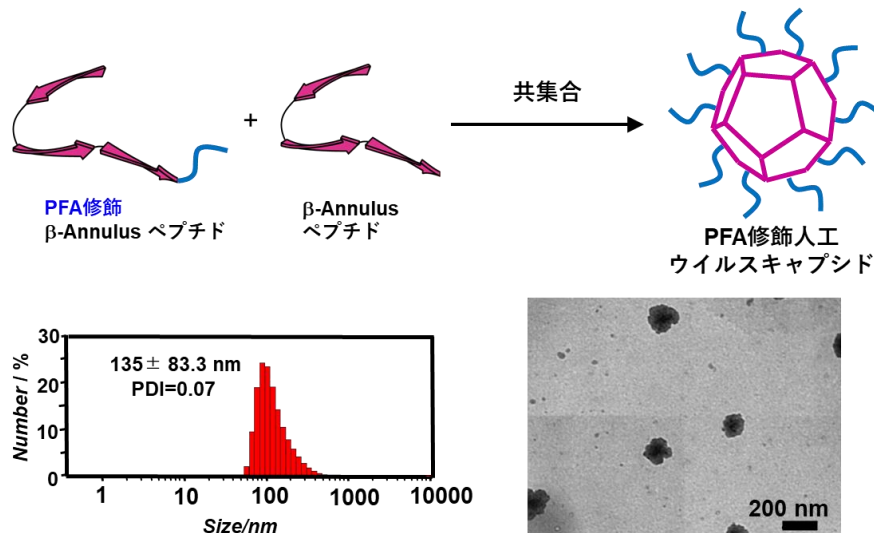 共集合
+
PFA修飾
β-Annulus ペプチド
β-Annulus
ペプチド
PFA修飾人工
ウイルスキャプシド
30
20
10
0
Number / %
135± 83.3 nm
PDI=0.07
1
10
100
1000
10000
Size/nm
200 nm